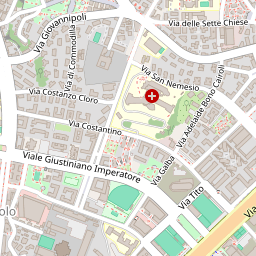 Via Giovannipoli
Via di Commodilla
Via delle Sette Chiese
Via San Nemesio
Via Costanzo Cloro
Via Adelaide Bono Cairoli
Via Costantino
Viale Giustiniano Imperatore
Via Galba
Via Tito
olo